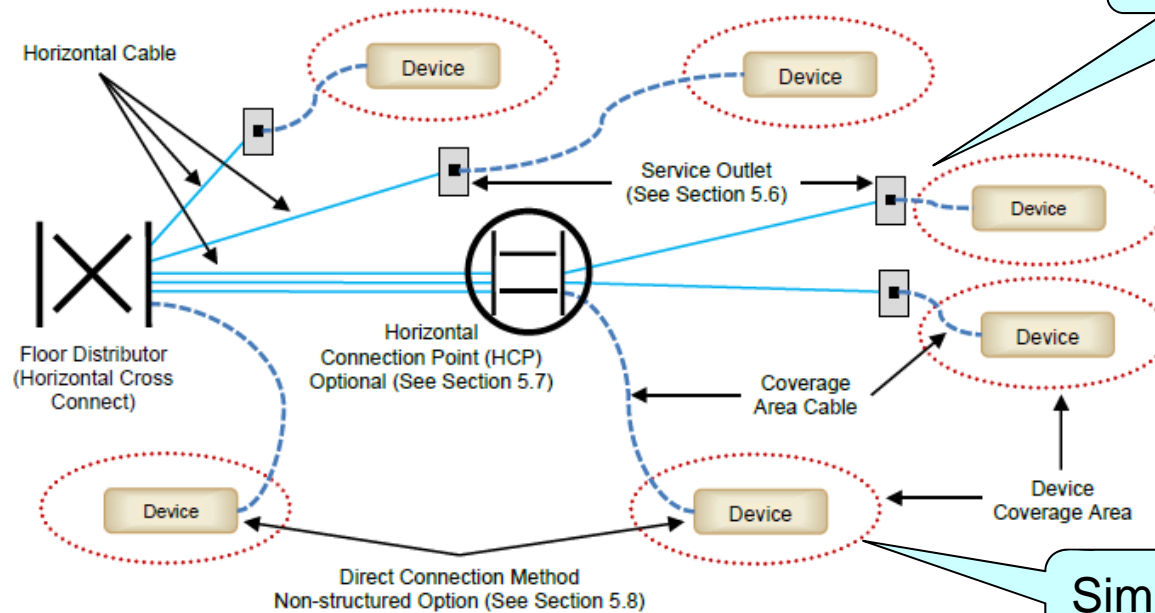 Horizontal Cable
Device
Device
Service Outlet
(See Section 5.6)
Device
Floor Distributor
(Horizontal Cross
Connect)
Horizontal
Connection Point (HCP)
Optional (See Section 5.7)
Device
Coverage
Area Cable
Device
Device
Device
Coverage Area
Direct Connection Method
Non-structured Option (See Section 5.8)
Sim